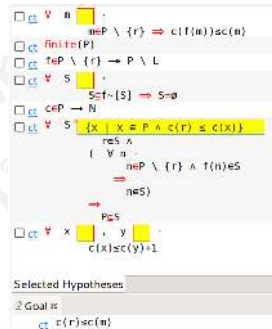 ct ∀ m ·
m∈P \ {r} ⇒ c(f(m))≤c(m)
ct finite(P)
ct f∈P \ {r} ↠ P \ L
ct ∀ S ·
S⊆f~[S] ⇒ S=∅
ct c∈P → ℕ
ct ∀ S {x ∣ x ∈ P ∧ c(r) ≤ c(x)}
r∈S ∧
( ∀ n ·
n∈P \ {r} ∧ f(n)∈S
⇒
n∈S)
⇒
P⊆S
ct ∀ x , y ·
c(x)≤c(y)+1
Selected Hypotheses
Goal
ct c(r)≤c(m)